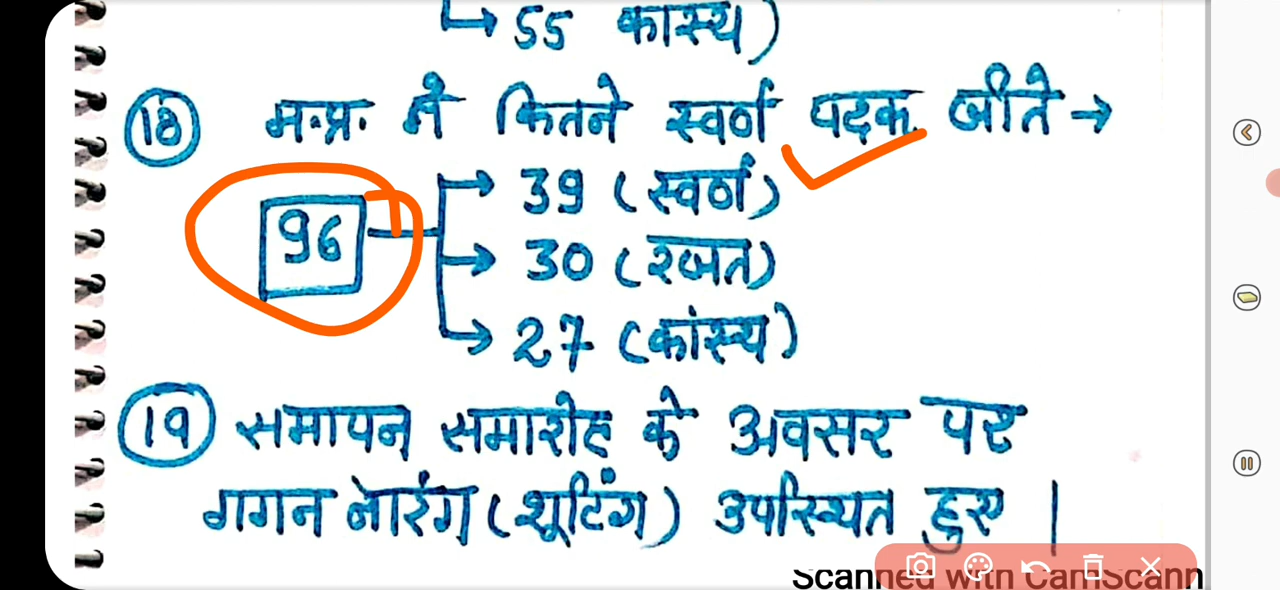 → 55 कांस्य)
(18) म.प्र. ने कितने स्वर्ण पदक जीते →
96 → 39 (स्वर्ण)
→ 30 (रजत)
→ 27 (कांस्य)
(19) समापन समारोह के अवसर पर
गगन नारंग (शूटिंग) उपस्थित हुए |
Scanned with CamScann